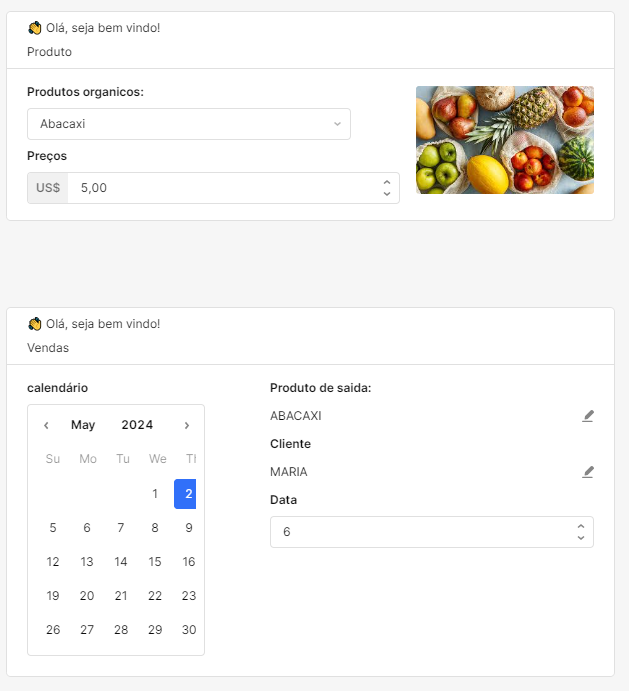 👋 Olá, seja bem vindo!
Produto
Produtos organicos:
Abacaxi
Preços
US$ 5,00
👋 Olá, seja bem vindo!
Vendas
calendário
‹ May 2024 ›
Su Mo Tu We Th
1 2
5 6 7 8 9
12 13 14 15 16
19 20 21 22 23
26 27 28 29 30
Produto de saida:
ABACAXI
Cliente
MARIA
Data
6